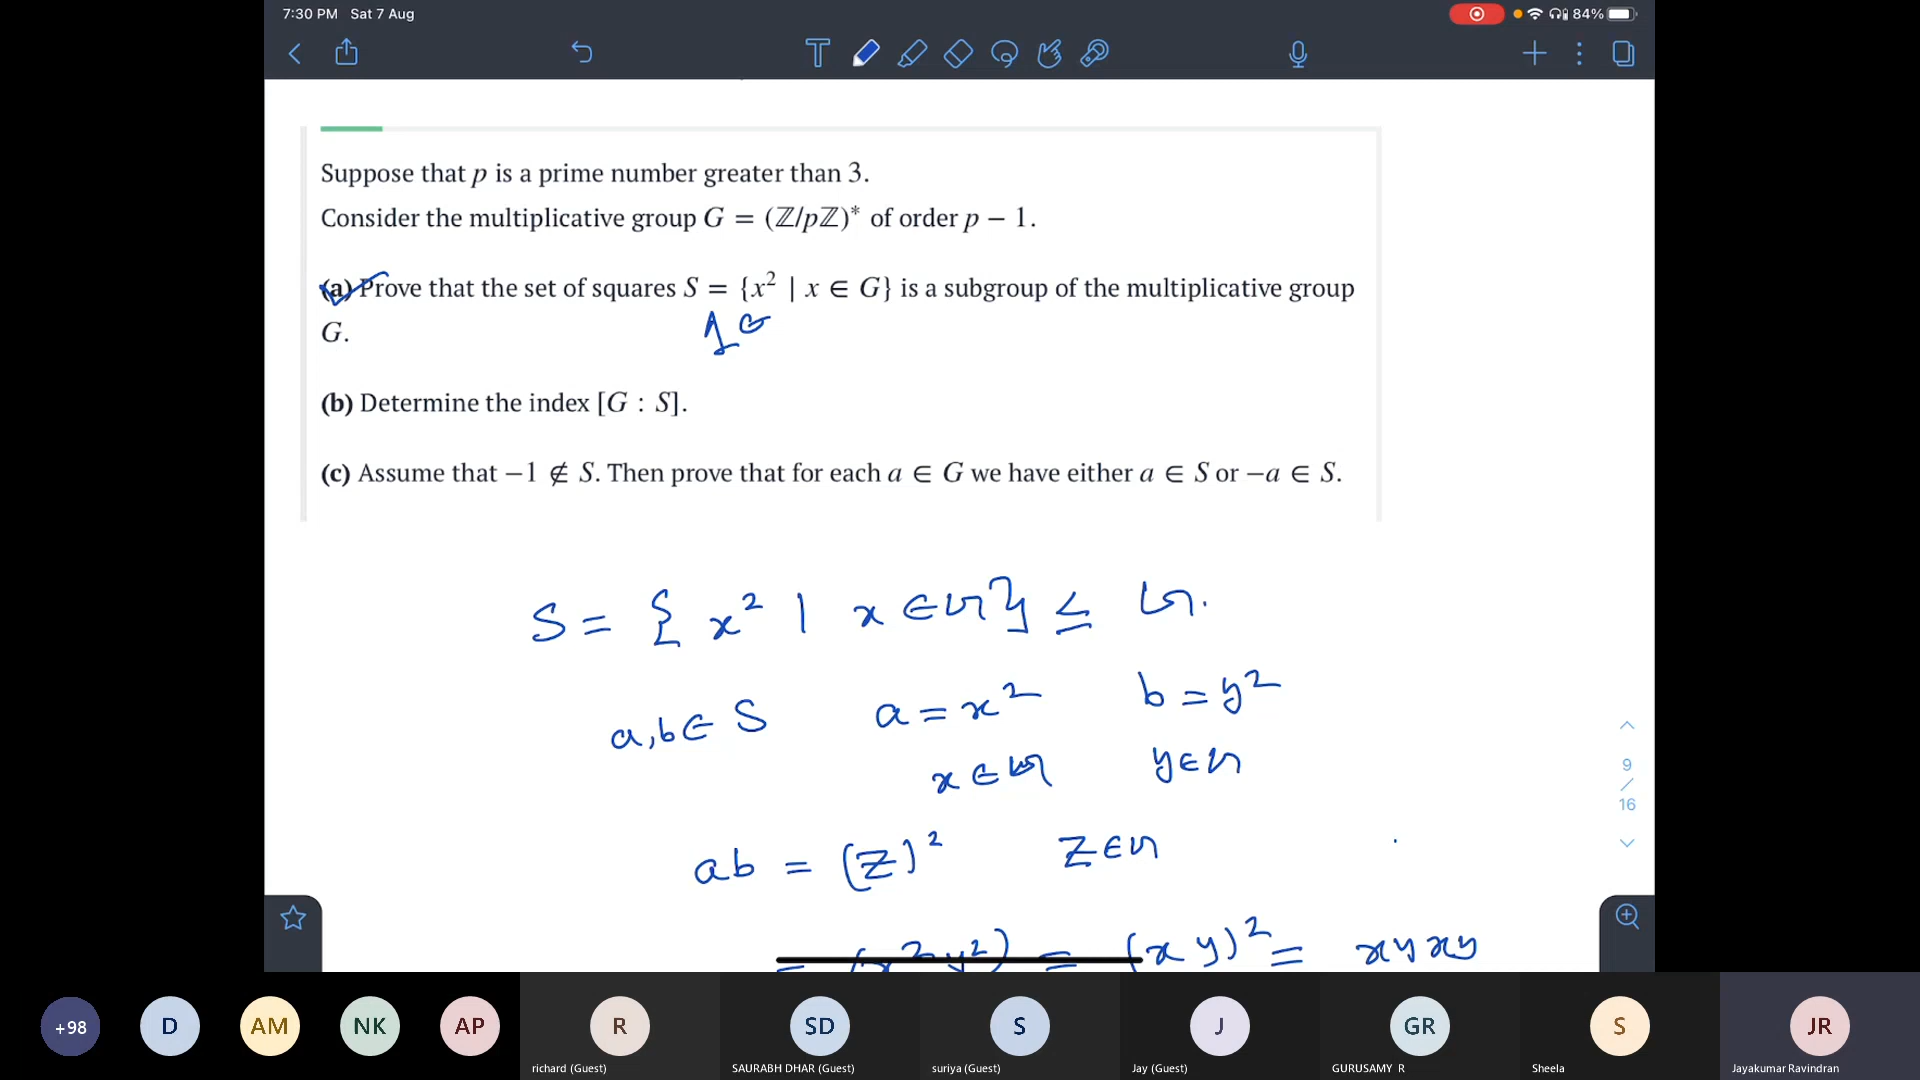 7:30 PM Sat 7 Aug
84%
Suppose that p is a prime number greater than 3.
Consider the multiplicative group G = (ℤ/pℤ)* of order p − 1.
(a) Prove that the set of squares S = {x² | x ∈ G} is a subgroup of the multiplicative group
G.
1 ∈
(b) Determine the index [G : S].
(c) Assume that −1 ∉ S. Then prove that for each a ∈ G we have either a ∈ S or −a ∈ S.
S = { x² | x ∈ G } ≤ G.
a, b ∈ S a = x² b = y²
x ∈ G y ∈ G
ab = (z)² z ∈ G
= (x² y²) = (x y)² = xyxy
9
/
16
+98 D AM NK AP R SD S J GR S JR
richard (Guest) SAURABH DHAR (Guest) suriya (Guest) Jay (Guest) GURUSAMY R Sheela Jayakumar Ravindran